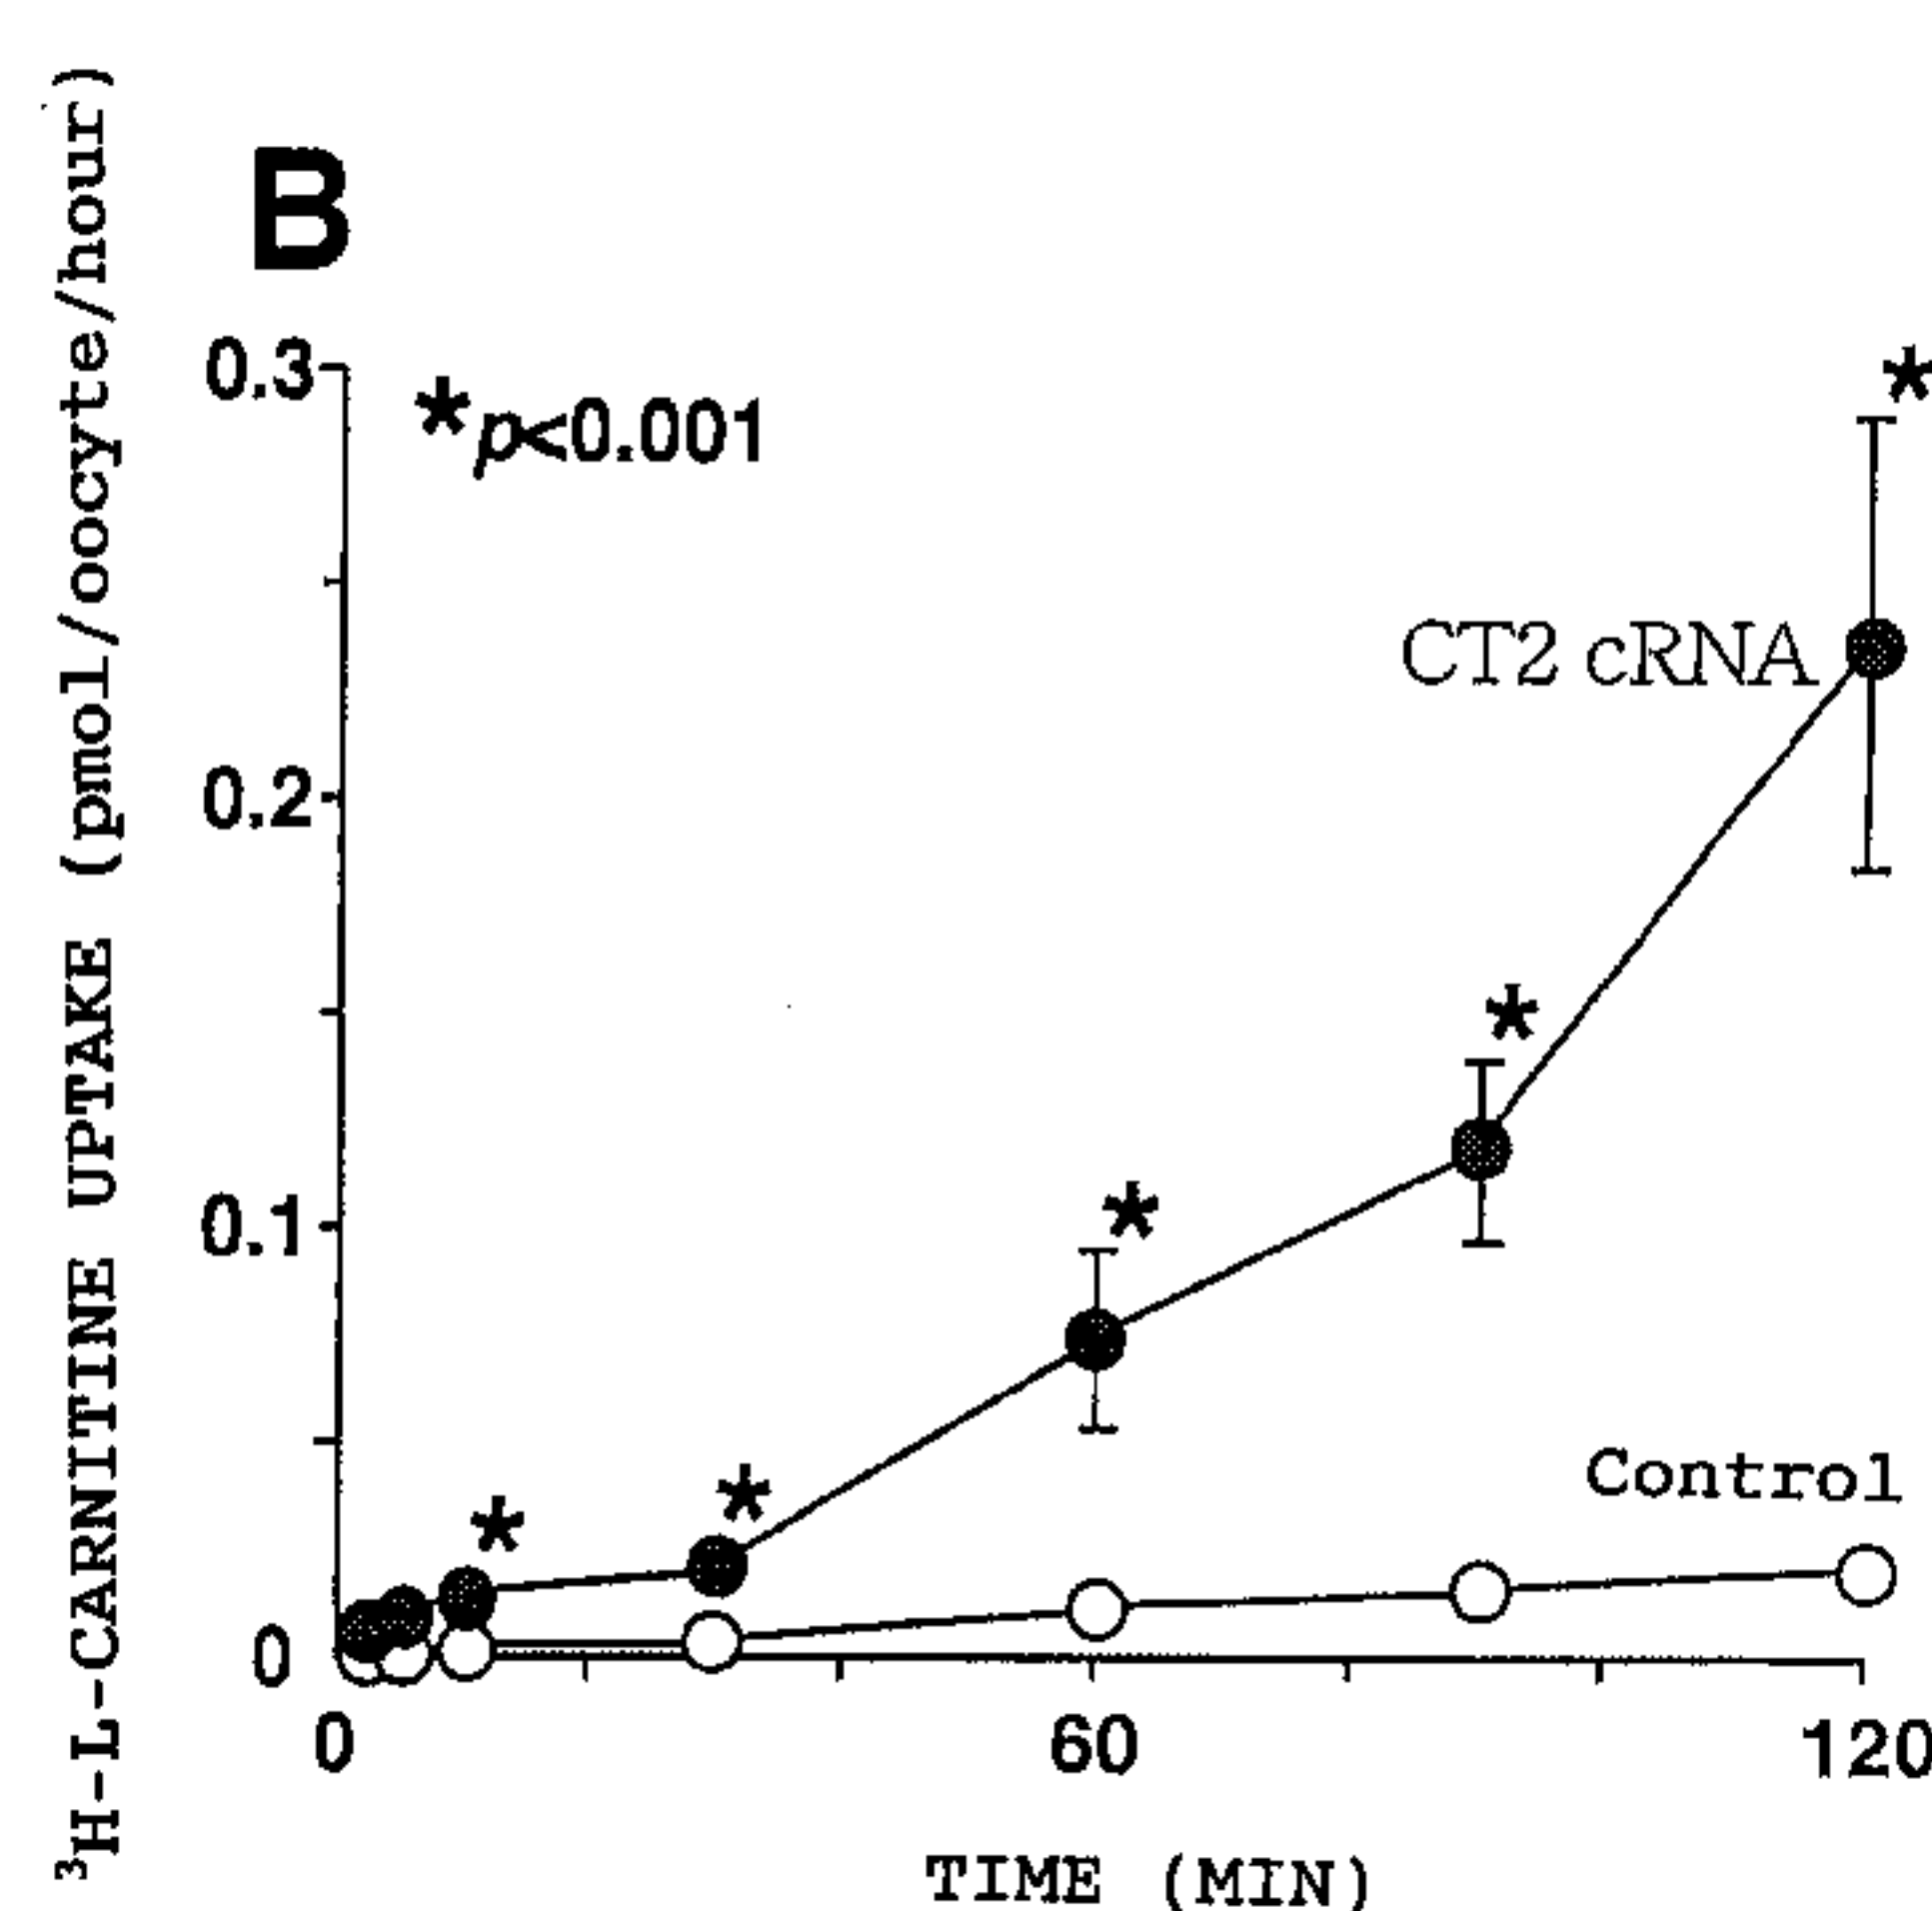 B
³H-L-CARNITINE UPTAKE (pmol/oocyte/hour)
0.3
*p<0.001
*
CT2 cRNA
0.2
*
0.1
*
Control
*
*
0
0
60
120
TIME (MIN)